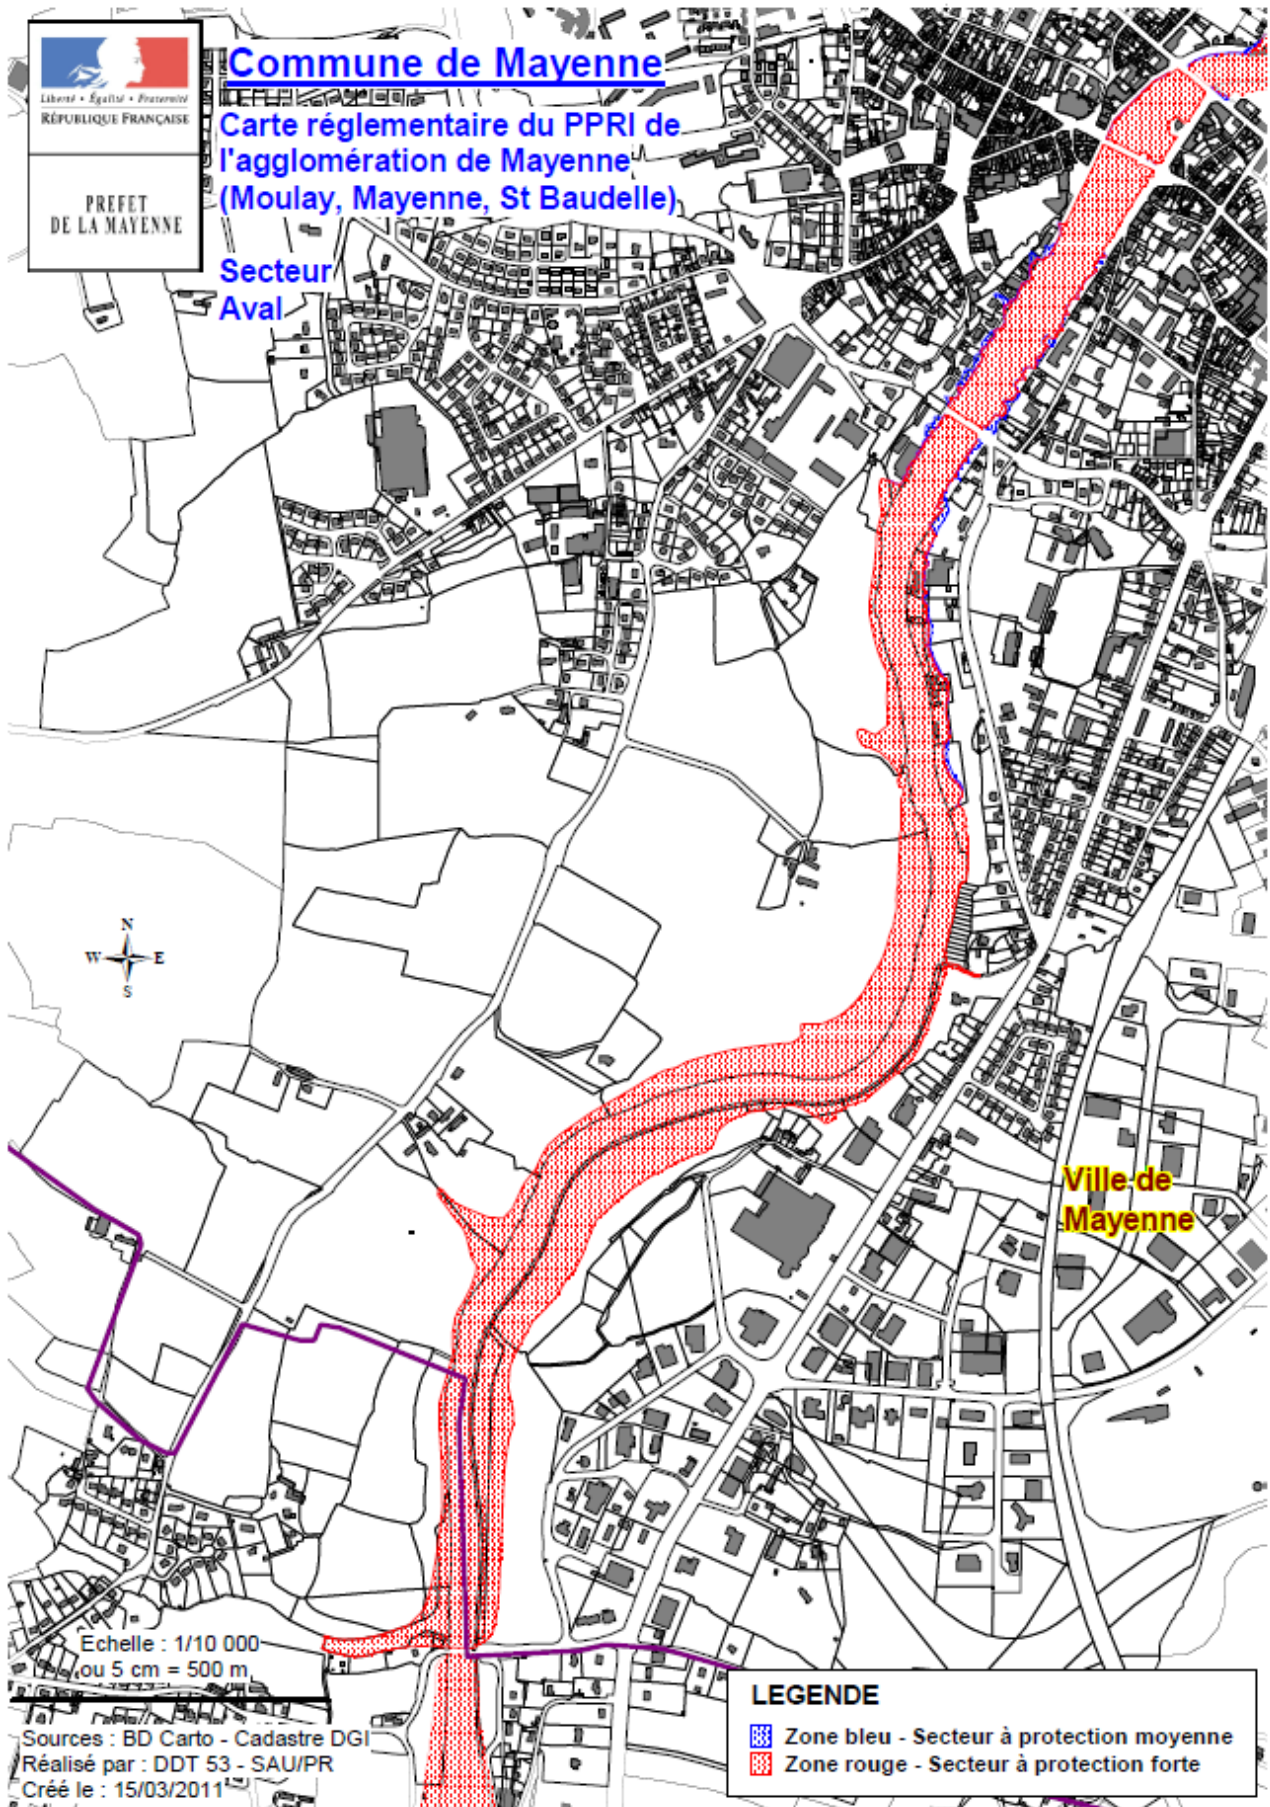 Liberté • Égalité • Fraternité
RÉPUBLIQUE FRANÇAISE
PREFET
DE LA MAYENNE
Commune de Mayenne
Carte réglementaire du PPRI de
l'agglomération de Mayenne
(Moulay, Mayenne, St Baudelle)
Secteur
Aval
N
W E
S
Ville de
Mayenne
Echelle : 1/10 000
ou 5 cm = 500 m
Sources : BD Carto - Cadastre DGI
Réalisé par : DDT 53 - SAU/PR
Créé le : 15/03/2011
LEGENDE
Zone bleu - Secteur à protection moyenne
Zone rouge - Secteur à protection forte